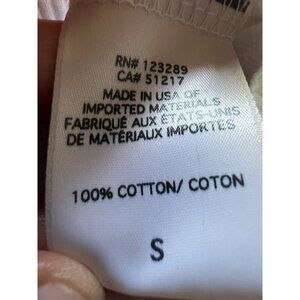 RN# 123289
CA# 51217
MADE IN USA OF
IMPORTED MATERIALS
FABRIQUÉ AUX ÉTATS-UNIS
DE MATÉRIAUX IMPORTÉS
100% COTTON/ COTON
S